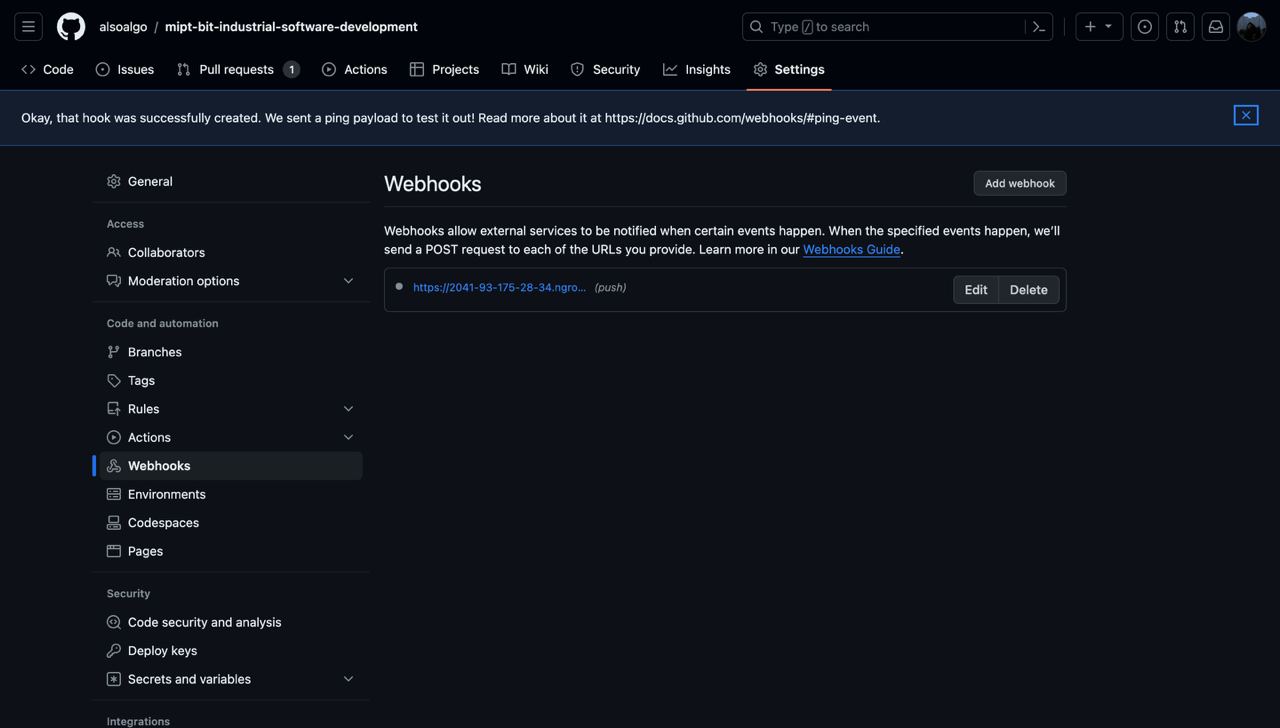 alsoalgo / mipt-bit-industrial-software-development
Type / to search
Code
Issues
Pull requests 1
Actions
Projects
Wiki
Security
Insights
Settings
Okay, that hook was successfully created. We sent a ping payload to test it out! Read more about it at https://docs.github.com/webhooks/#ping-event.
General
Access
Collaborators
Moderation options
Code and automation
Branches
Tags
Rules
Actions
Webhooks
Environments
Codespaces
Pages
Security
Code security and analysis
Deploy keys
Secrets and variables
Integrations
Webhooks
Add webhook
Webhooks allow external services to be notified when certain events happen. When the specified events happen, we’ll
send a POST request to each of the URLs you provide. Learn more in our Webhooks Guide.
https://2041-93-175-28-34.ngro... (push)
Edit
Delete